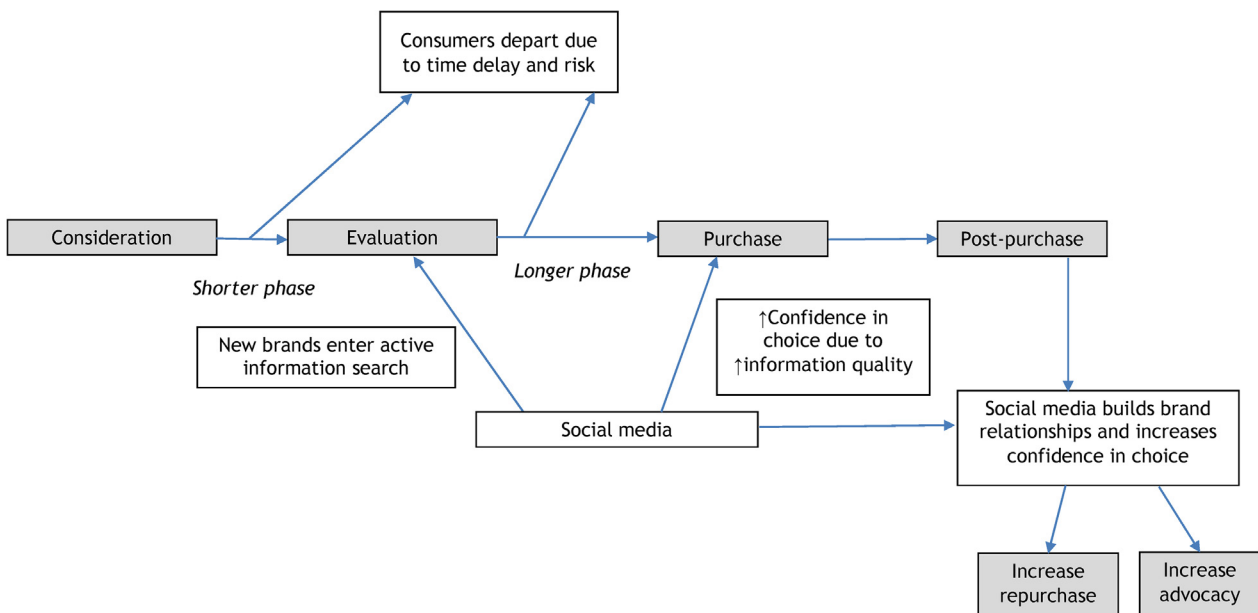 Consumers depart due
to time delay and risk
Consideration
Evaluation
Purchase
Post-purchase
Shorter phase
Longer phase
New brands enter active
information search
↑Confidence in
choice due to
↑information quality
Social media
Social media builds brand
relationships and increases
confidence in choice
Increase
repurchase
Increase
advocacy